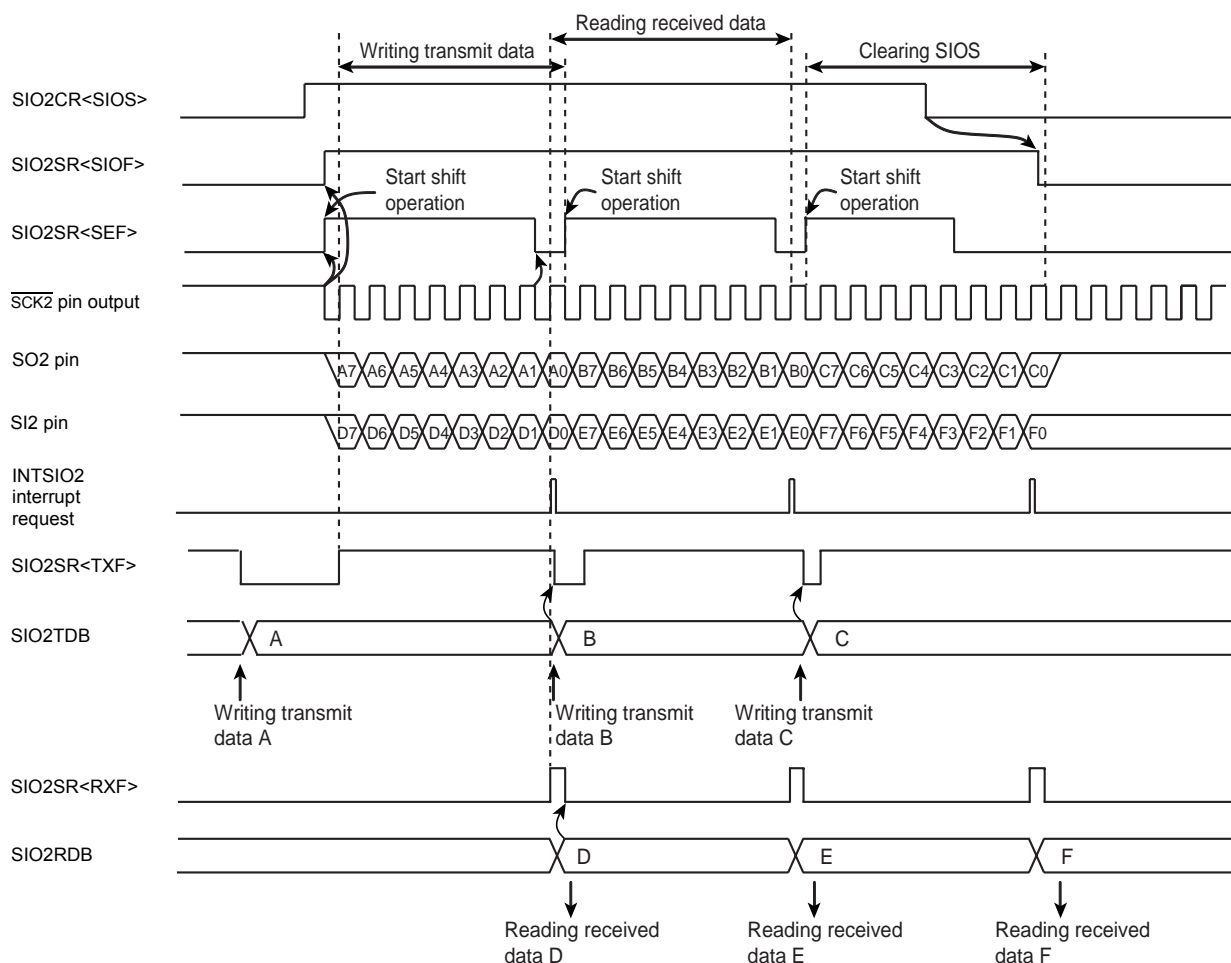 Reading received data
Writing transmit data
Clearing SIOS
SIO2CR<SIOS>
SIO2SR<SIOF>
Start shift
operation
Start shift
operation
Start shift
operation
SIO2SR<SEF>
SCK2 pin output
SO2 pin
A7 A6 A5 A4 A3 A2 A1 A0 B7 B6 B5 B4 B3 B2 B1 B0 C7 C6 C5 C4 C3 C2 C1 C0
SI2 pin
D7 D6 D5 D4 D3 D2 D1 D0 E7 E6 E5 E4 E3 E2 E1 E0 F7 F6 F5 F4 F3 F2 F1 F0
INTSIO2
interrupt
request
SIO2SR<TXF>
SIO2TDB
A
B
C
Writing transmit
data A
Writing transmit
data B
Writing transmit
data C
SIO2SR<RXF>
SIO2RDB
D
E
F
Reading received
data D
Reading received
data E
Reading received
data F